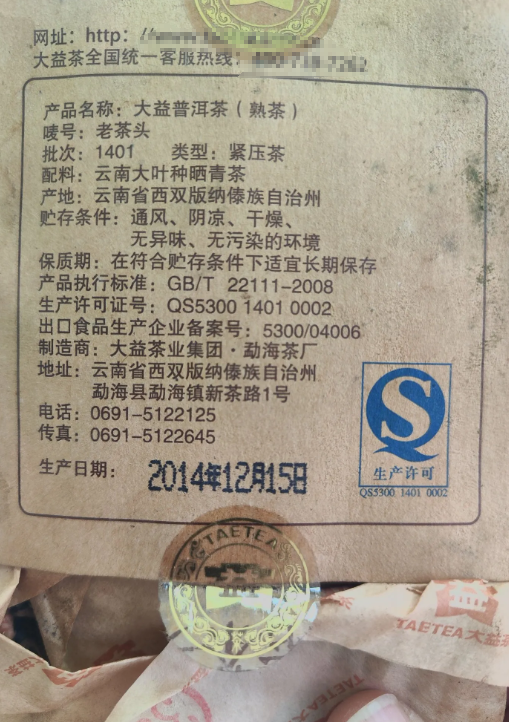 网址：http:
大益茶全国统一客服热线：
产品名称：大益普洱茶（熟茶）
唛号：老茶头
批次：1401 类型：紧压茶
配料：云南大叶种晒青茶
产地：云南省西双版纳傣族自治州
贮存条件：通风、阴凉、干燥、
无异味、无污染的环境
保质期：在符合贮存条件下适宜长期保存
产品执行标准：GB/T 22111-2008
生产许可证号：QS5300 1401 0002
出口食品生产企业备案号：5300/04006
制造商：大益茶业集团·勐海茶厂
地址：云南省西双版纳傣族自治州
勐海县勐海镇新茶路1号
电话：0691-5122125
传真：0691-5122645
生产日期：2014年12月15日
QS
生产许可
QS5300 1401 0002
TAETEA
TAETEA大益
TAETEA